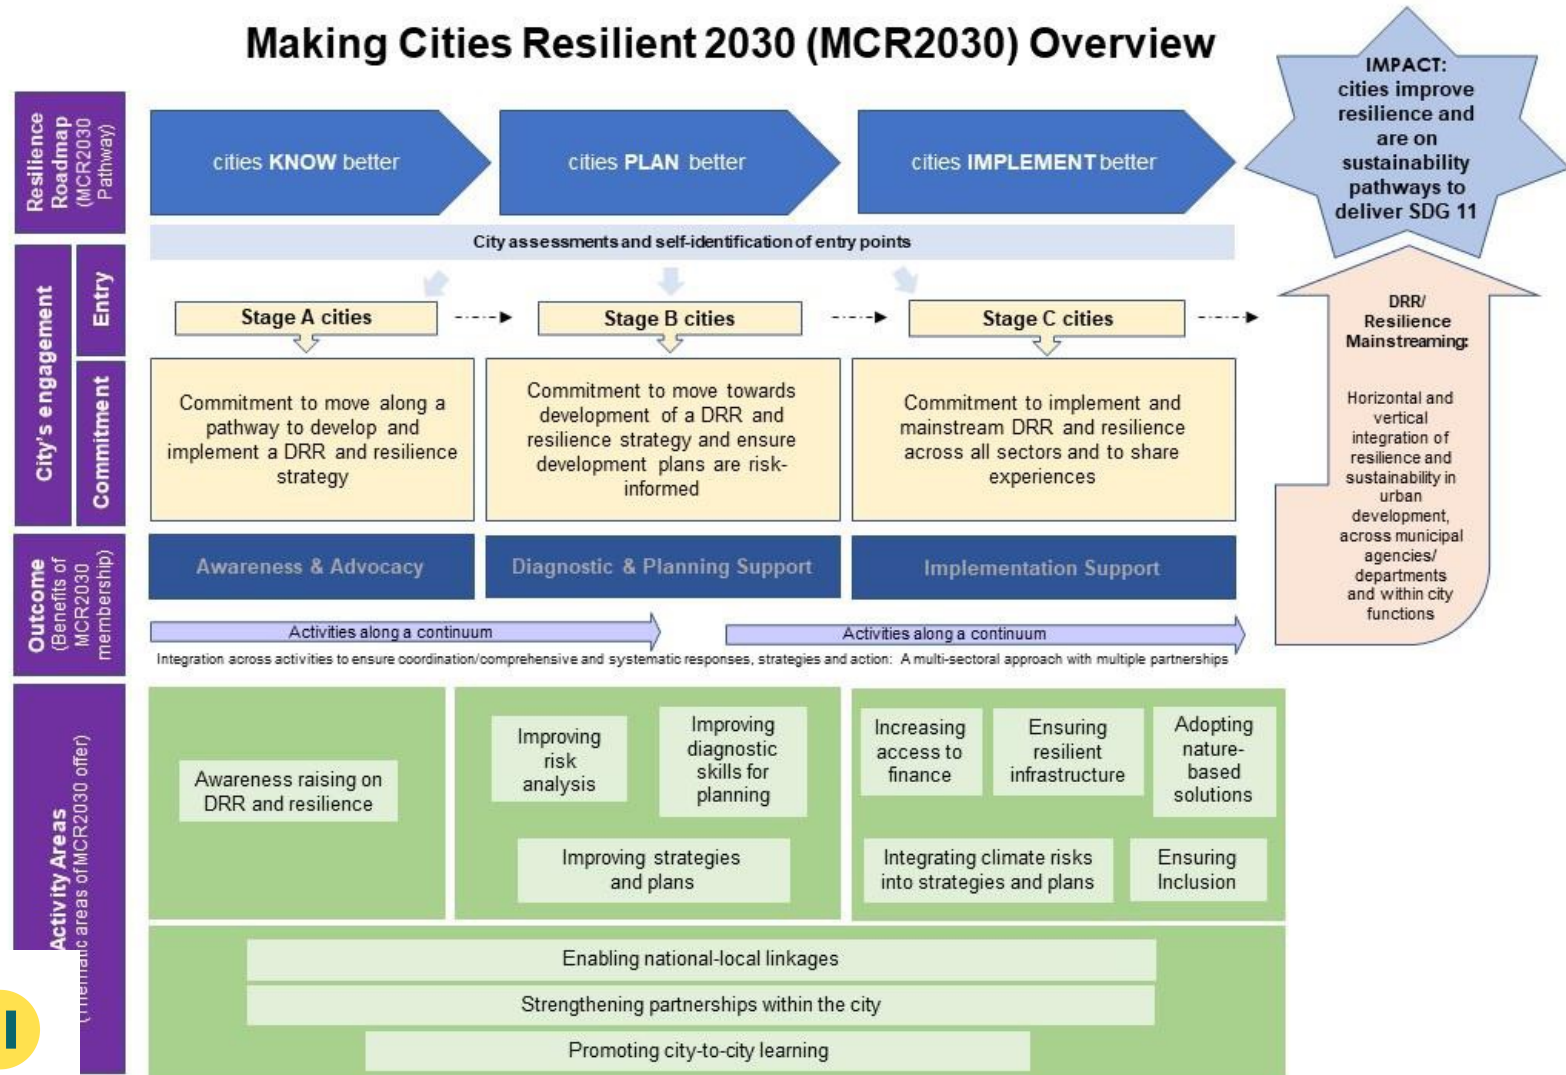 Making Cities Resilient 2030 (MCR2030) Overview
IMPACT:
cities improve
resilience and
are on
sustainability
pathways to
deliver SDG 11
Resilience
Roadmap
(MCR2030
Pathway)
cities KNOW better
cities PLAN better
cities IMPLEMENT better
City assessments and self-identification of entry points
City's engagement
Entry
Stage A cities
Stage B cities
Stage C cities
Commitment
Commitment to move along a
pathway to develop and
implement a DRR and resilience
strategy
Commitment to move towards
development of a DRR and
resilience strategy and ensure
development plans are risk-
informed
Commitment to implement and
mainstream DRR and resilience
across all sectors and to share
experiences
DRR/
Resilience
Mainstreaming:
Horizontal and
vertical
integration of
resilience and
sustainability in
urban
development,
across municipal
agencies/
departments
and within city
functions
Outcome
(Benefits of
MCR2030
membership)
Awareness & Advocacy
Diagnostic & Planning Support
Implementation Support
Activities along a continuum
Activities along a continuum
Integration across activities to ensure coordination/comprehensive and systematic responses, strategies and action: A multi-sectoral approach with multiple partnerships
Activity Areas
(Thematic areas of MCR2030 offer)
Awareness raising on
DRR and resilience
Improving
risk
analysis
Improving
diagnostic
skills for
planning
Improving strategies
and plans
Increasing
access to
finance
Ensuring
resilient
infrastructure
Adopting
nature-
based
solutions
Integrating climate risks
into strategies and plans
Ensuring
Inclusion
Enabling national-local linkages
Strengthening partnerships within the city
Promoting city-to-city learning
I